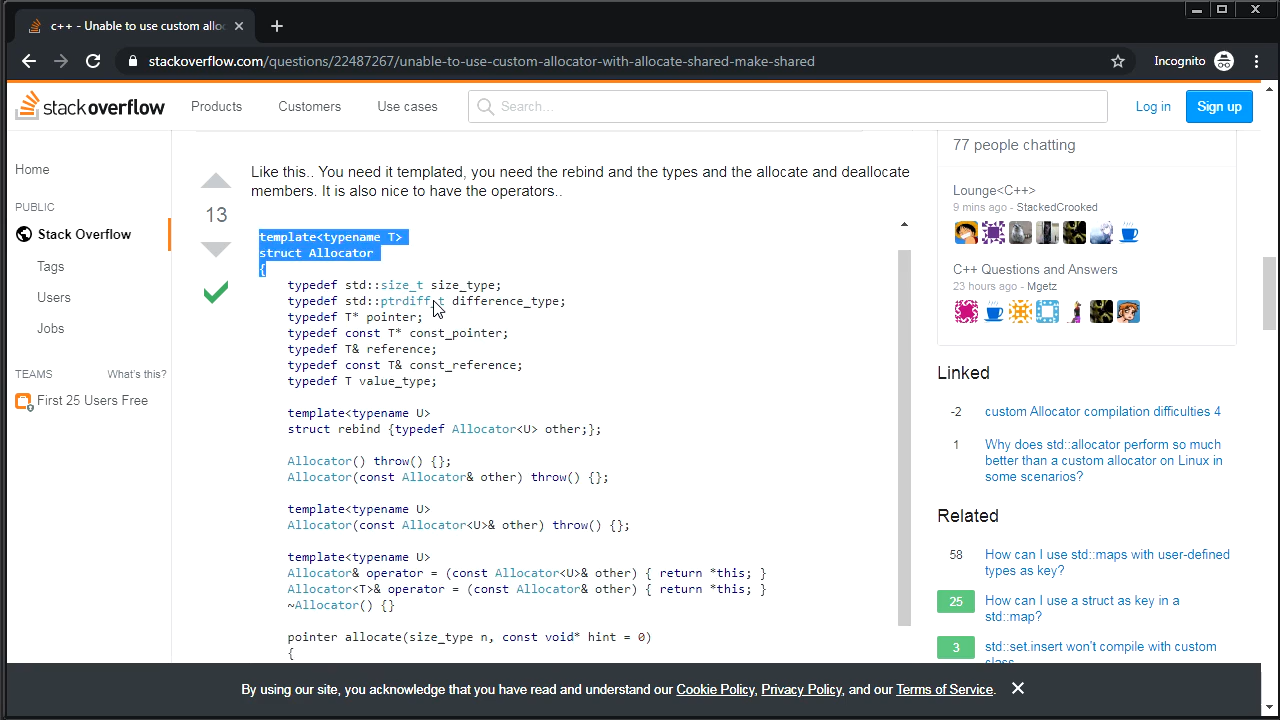 c++ - Unable to use custom alloc
stackoverflow.com/questions/22487267/unable-to-use-custom-allocator-with-allocate-shared-make-shared
Incognito
stackoverflow
Products
Customers
Use cases
Search...
Log in
Sign up
Home
PUBLIC
Stack Overflow
Tags
Users
Jobs
TEAMS
What's this?
First 25 Users Free
Like this.. You need it templated, you need the rebind and the types and the allocate and deallocate
members. It is also nice to have the operators..
13
template<typename T>
struct Allocator
{
typedef std::size_t size_type;
typedef std::ptrdiff_t difference_type;
typedef T* pointer;
typedef const T* const_pointer;
typedef T& reference;
typedef const T& const_reference;
typedef T value_type;
template<typename U>
struct rebind {typedef Allocator<U> other;};
Allocator() throw() {};
Allocator(const Allocator& other) throw() {};
template<typename U>
Allocator(const Allocator<U>& other) throw() {};
template<typename U>
Allocator& operator = (const Allocator<U>& other) { return *this; }
Allocator<T>& operator = (const Allocator& other) { return *this; }
~Allocator() {}
pointer allocate(size_type n, const void* hint = 0)
{
77 people chatting
Lounge<C++>
9 mins ago - StackedCrooked
C++ Questions and Answers
23 hours ago - Mgetz
Linked
-2 custom Allocator compilation difficulties 4
1 Why does std::allocator perform so much
better than a custom allocator on Linux in
some scenarios?
Related
58 How can I use std::maps with user-defined
types as key?
25 How can I use a struct as key in a
std::map?
3 std::set.insert won't compile with custom
class
By using our site, you acknowledge that you have read and understand our Cookie Policy, Privacy Policy, and our Terms of Service.